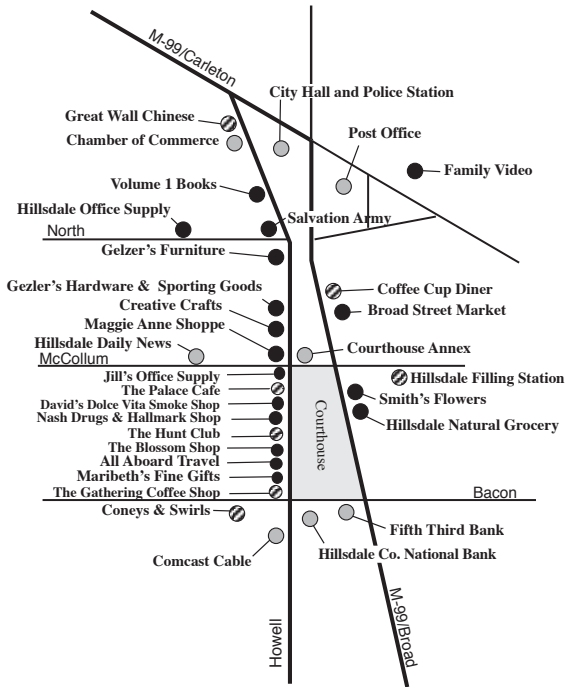 M-99/Carleton
City Hall and Police Station
Great Wall Chinese
Post Office
Chamber of Commerce
Family Video
Volume 1 Books
Hillsdale Office Supply
Salvation Army
North
Gelzer's Furniture
Gezler's Hardware & Sporting Goods
Coffee Cup Diner
Creative Crafts
Broad Street Market
Maggie Anne Shoppe
Hillsdale Daily News
Courthouse Annex
McCollum
Jill's Office Supply
Hillsdale Filling Station
The Palace Cafe
Smith's Flowers
David's Dolce Vita Smoke Shop
Nash Drugs & Hallmark Shop
Hillsdale Natural Grocery
Courthouse
The Hunt Club
The Blossom Shop
All Aboard Travel
Maribeth's Fine Gifts
The Gathering Coffee Shop
Bacon
Coneys & Swirls
Fifth Third Bank
Hillsdale Co. National Bank
Comcast Cable
Howell
M-99/Broad